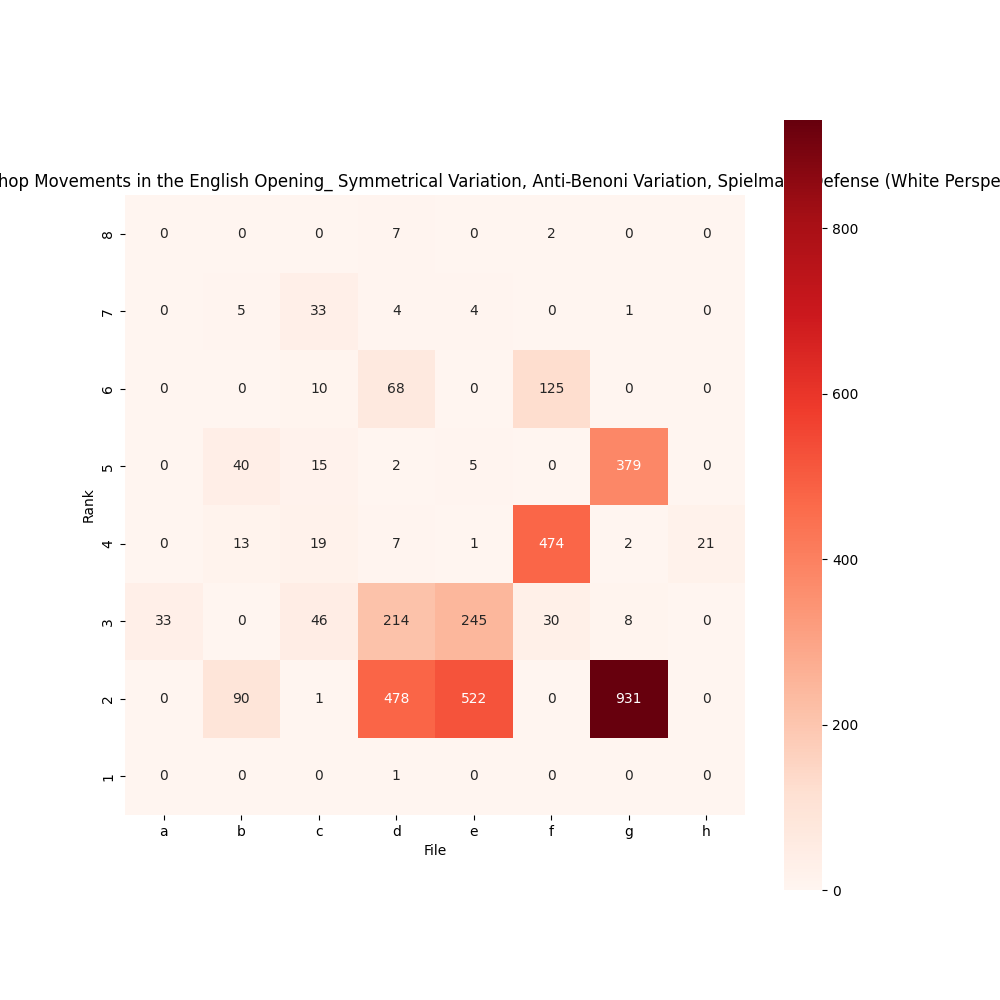 hop Movements in the English Opening_ Symmetrical Variation, Anti-Benoni Variation, Spielma efense (White Perspe
8 0 0 0 7 0 2 0 0
7 0 5 33 4 4 0 1 0
6 0 0 10 68 0 125 0 0
5 0 40 15 2 5 0 379 0
4 0 13 19 7 1 474 2 21
3 33 0 46 214 245 30 8 0
2 0 90 1 478 522 0 931 0
1 0 0 0 1 0 0 0 0
a b c d e f g h
File
Rank
800
600
400
200
0